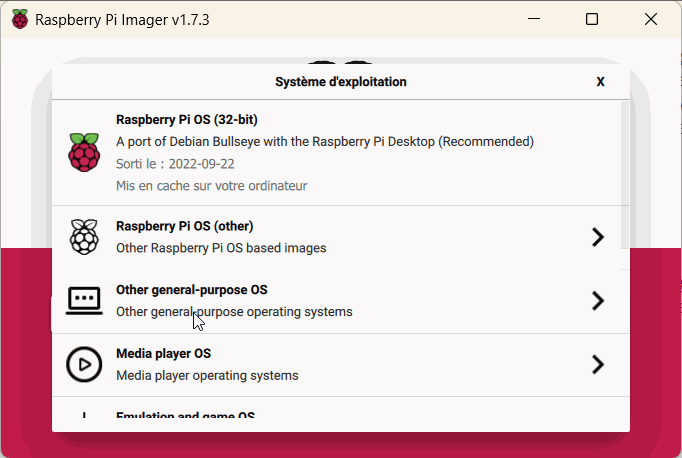 Raspberry Pi Imager v1.7.3
Système d'exploitation
X
Raspberry Pi OS (32-bit)
A port of Debian Bullseye with the Raspberry Pi Desktop (Recommended)
Sorti le : 2022-09-22
Mis en cache sur votre ordinateur
Raspberry Pi OS (other)
Other Raspberry Pi OS based images
Other general-purpose OS
Other general-purpose operating systems
Media player OS
Media player operating systems
Emulation and game OS